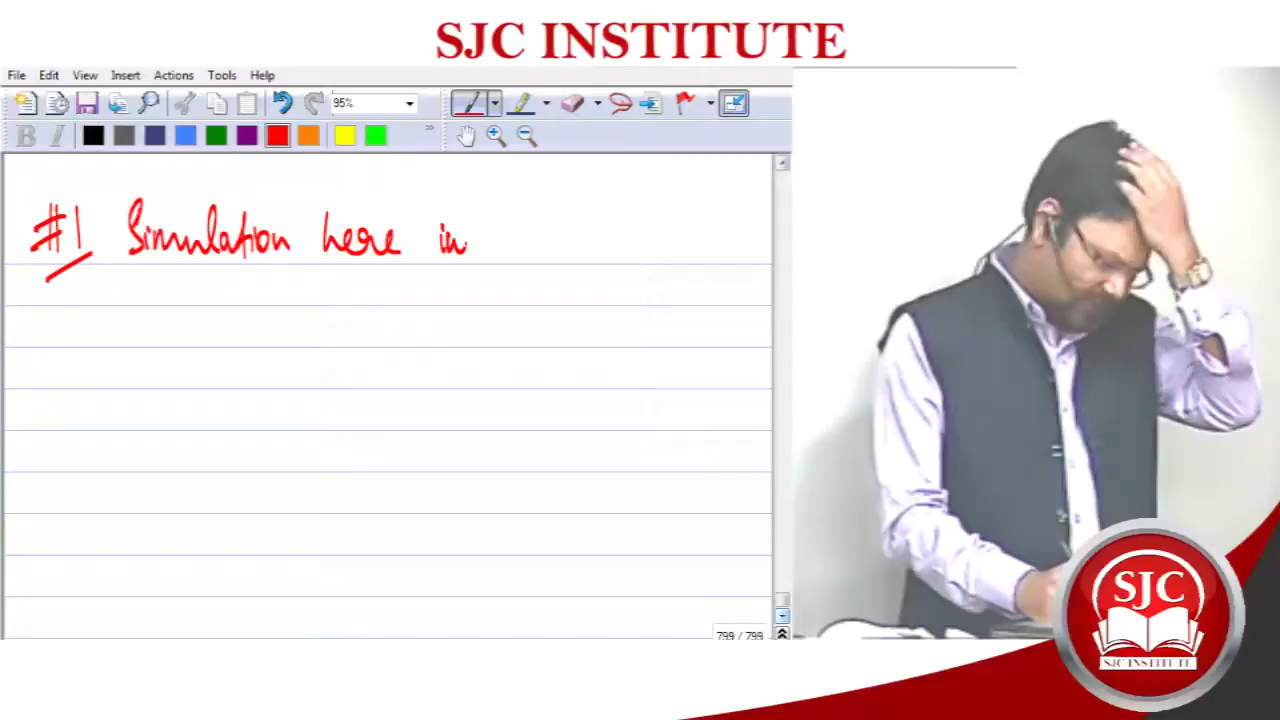 SJC INSTITUTE
File Edit View Insert Actions Tools Help
95%
B I
#1 Simulation here in
799 / 799
SJC
SJC INSTITUTE